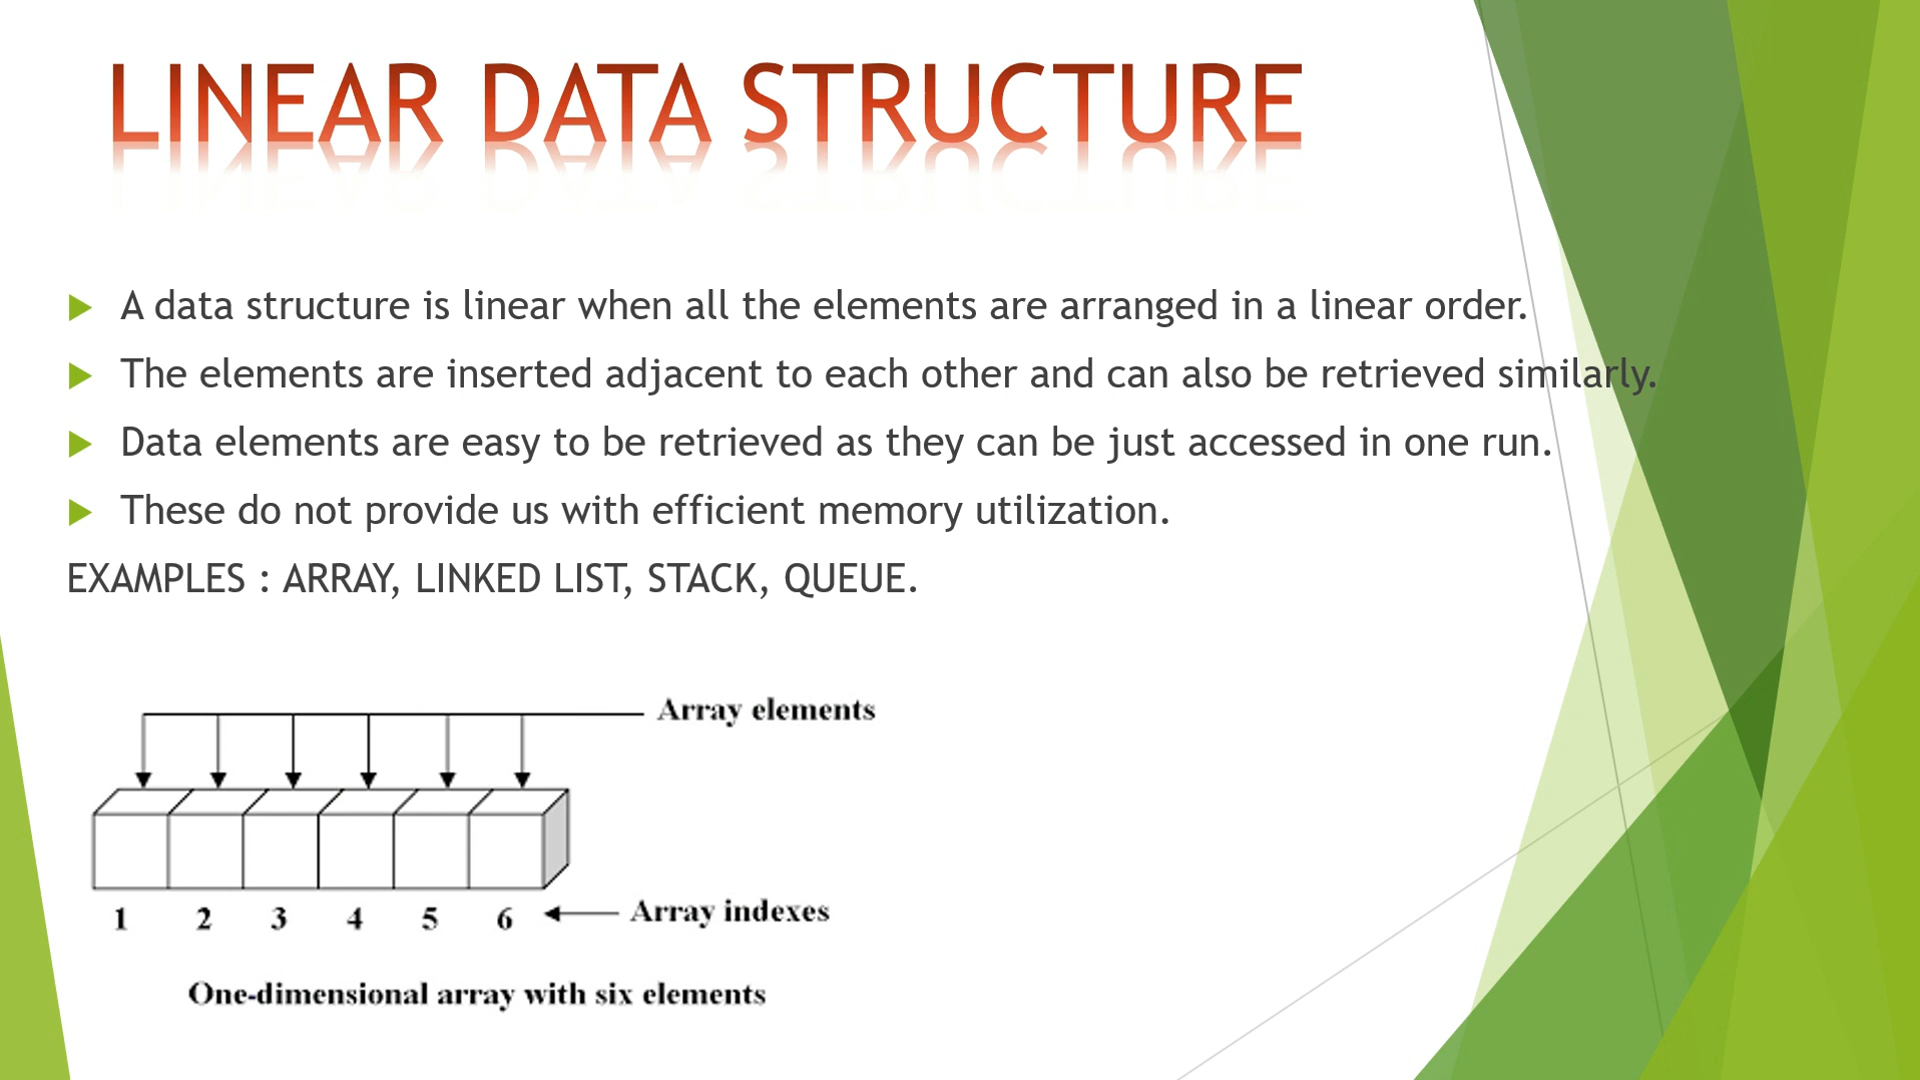 LINEAR DATA STRUCTURE
A data structure is linear when all the elements are arranged in a linear order.
The elements are inserted adjacent to each other and can also be retrieved similarly.
Data elements are easy to be retrieved as they can be just accessed in one run.
These do not provide us with efficient memory utilization.
EXAMPLES : ARRAY, LINKED LIST, STACK, QUEUE.
Array elements
1 2 3 4 5 6 Array indexes
One-dimensional array with six elements